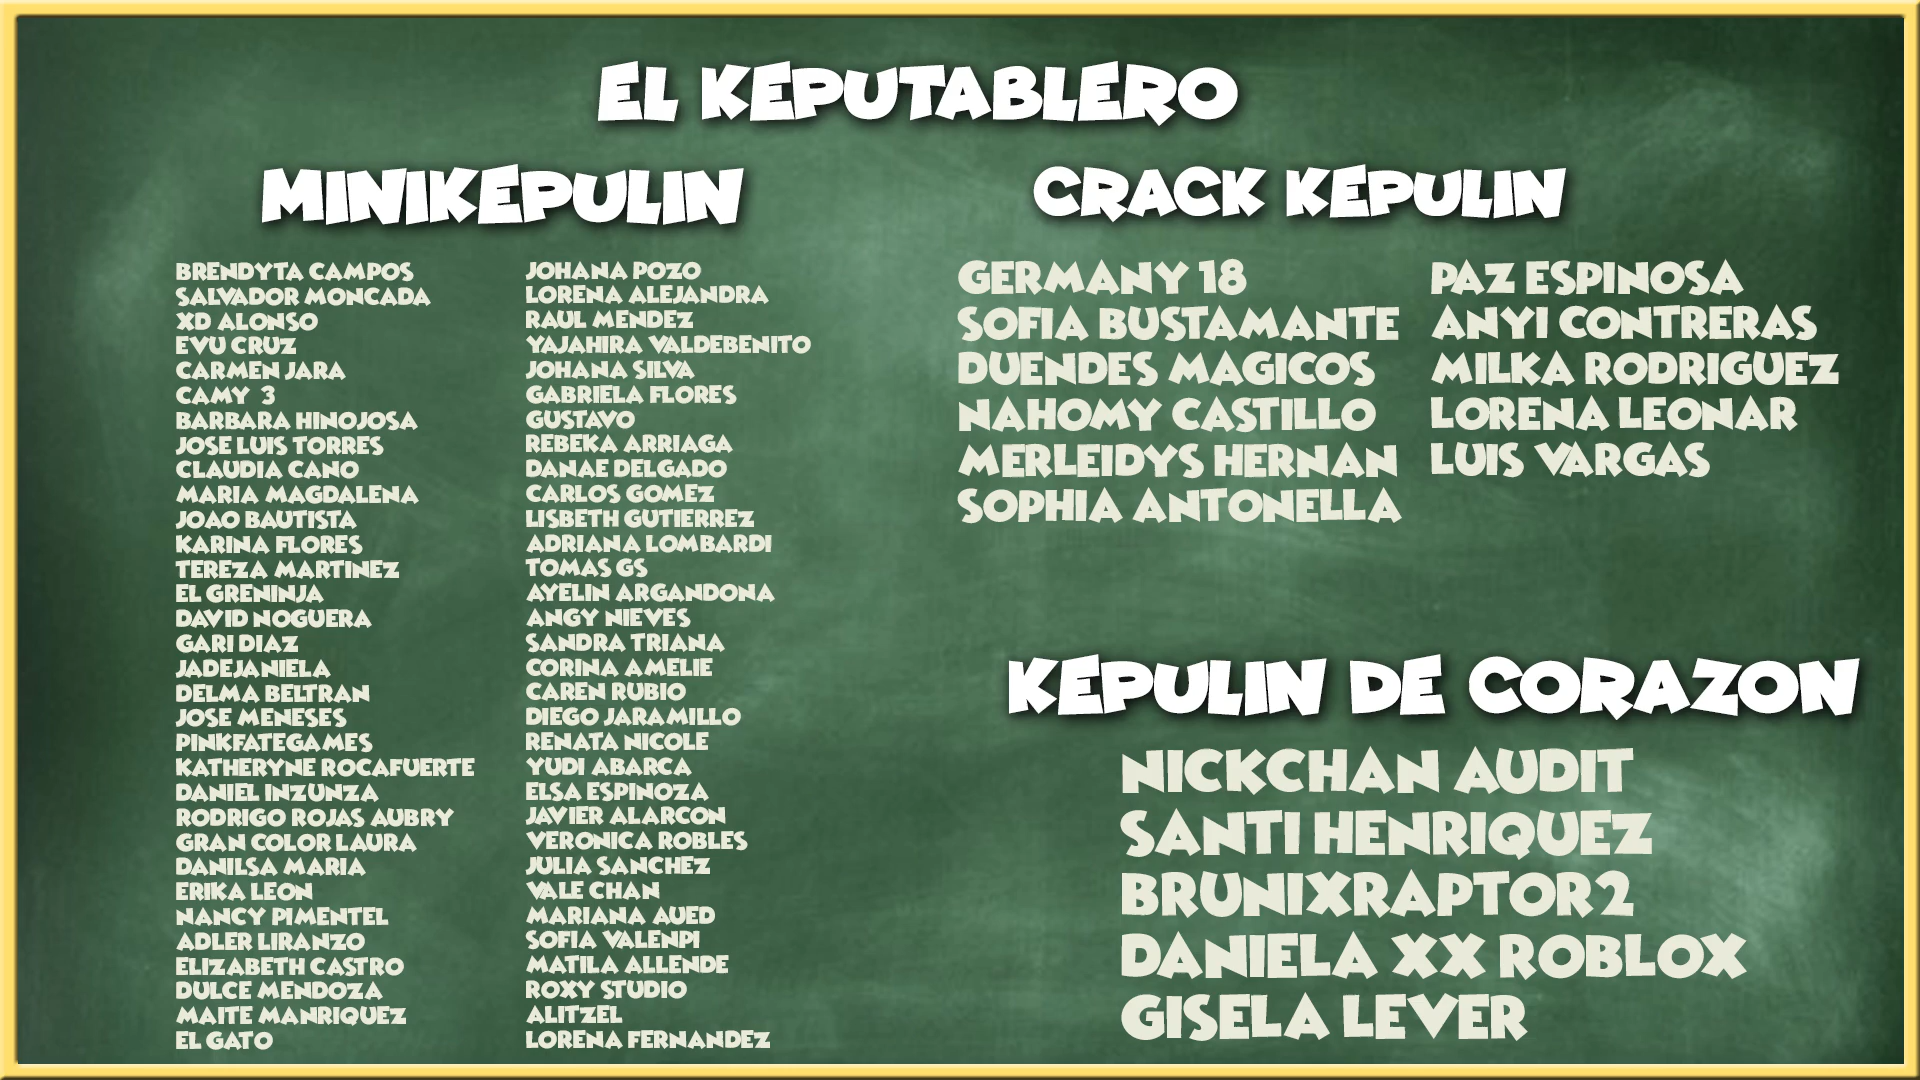 EL KEPUTABLERO
MINIKEPULIN
BRENDYTA CAMPOS
SALVADOR MONCADA
XD ALONSO
EVU CRUZ
CARMEN JARA
CAMY 3
BARBARA HINOJOSA
JOSE LUIS TORRES
CLAUDIA CANO
MARIA MAGDALENA
JOAO BAUTISTA
KARINA FLORES
TEREZA MARTINEZ
EL GRENINJA
DAVID NOGUERA
GARI DIAZ
JADEJANIELA
DELMA BELTRAN
JOSE MENESES
PINKFATEGAMES
KATHERYNE ROCAFUERTE
DANIEL INZUNZA
RODRIGO ROJAS AUBRY
GRAN COLOR LAURA
DANILSA MARIA
ERIKA LEON
NANCY PIMENTEL
ADLER LIRANZO
ELIZABETH CASTRO
DULCE MENDOZA
MAITE MANRIQUEZ
EL GATO
JOHANA POZO
LORENA ALEJANDRA
RAUL MENDEZ
YAJAHIRA VALDEBENITO
JOHANA SILVA
GABRIELA FLORES
GUSTAVO
REBEKA ARRIAGA
DANAE DELGADO
CARLOS GOMEZ
LISBETH GUTIERREZ
ADRIANA LOMBARDI
TOMAS GS
AYELIN ARGANDONA
ANGY NIEVES
SANDRA TRIANA
CORINA AMELIE
CAREN RUBIO
DIEGO JARAMILLO
RENATA NICOLE
YUDI ABARCA
ELSA ESPINOZA
JAVIER ALARCON
VERONICA ROBLES
JULIA SANCHEZ
VALE CHAN
MARIANA AUED
SOFIA VALENPI
MATILA ALLENDE
ROXY STUDIO
ALITZEL
LORENA FERNANDEZ
CRACK KEPULIN
GERMANY 18
SOFIA BUSTAMANTE
DUENDES MAGICOS
NAHOMY CASTILLO
MERLEIDYS HERNAN
SOPHIA ANTONELLA
PAZ ESPINOSA
ANYI CONTRERAS
MILKA RODRIGUEZ
LORENA LEONAR
LUIS VARGAS
KEPULIN DE CORAZON
NICKCHAN AUDIT
SANTI HENRIQUEZ
BRUNIXRAPTOR2
DANIELA XX ROBLOX
GISELA LEVER